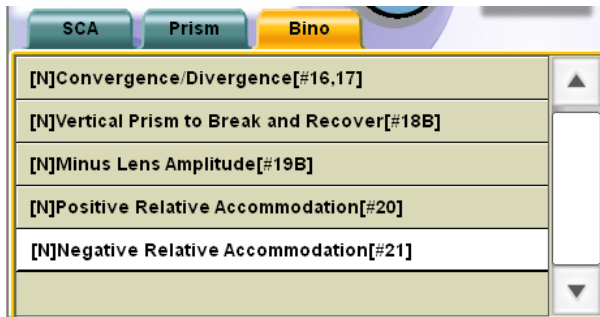 SCA Prism Bino
[N]Convergence/Divergence[#16,17]
[N]Vertical Prism to Break and Recover[#18B]
[N]Minus Lens Amplitude[#19B]
[N]Positive Relative Accommodation[#20]
[N]Negative Relative Accommodation[#21]